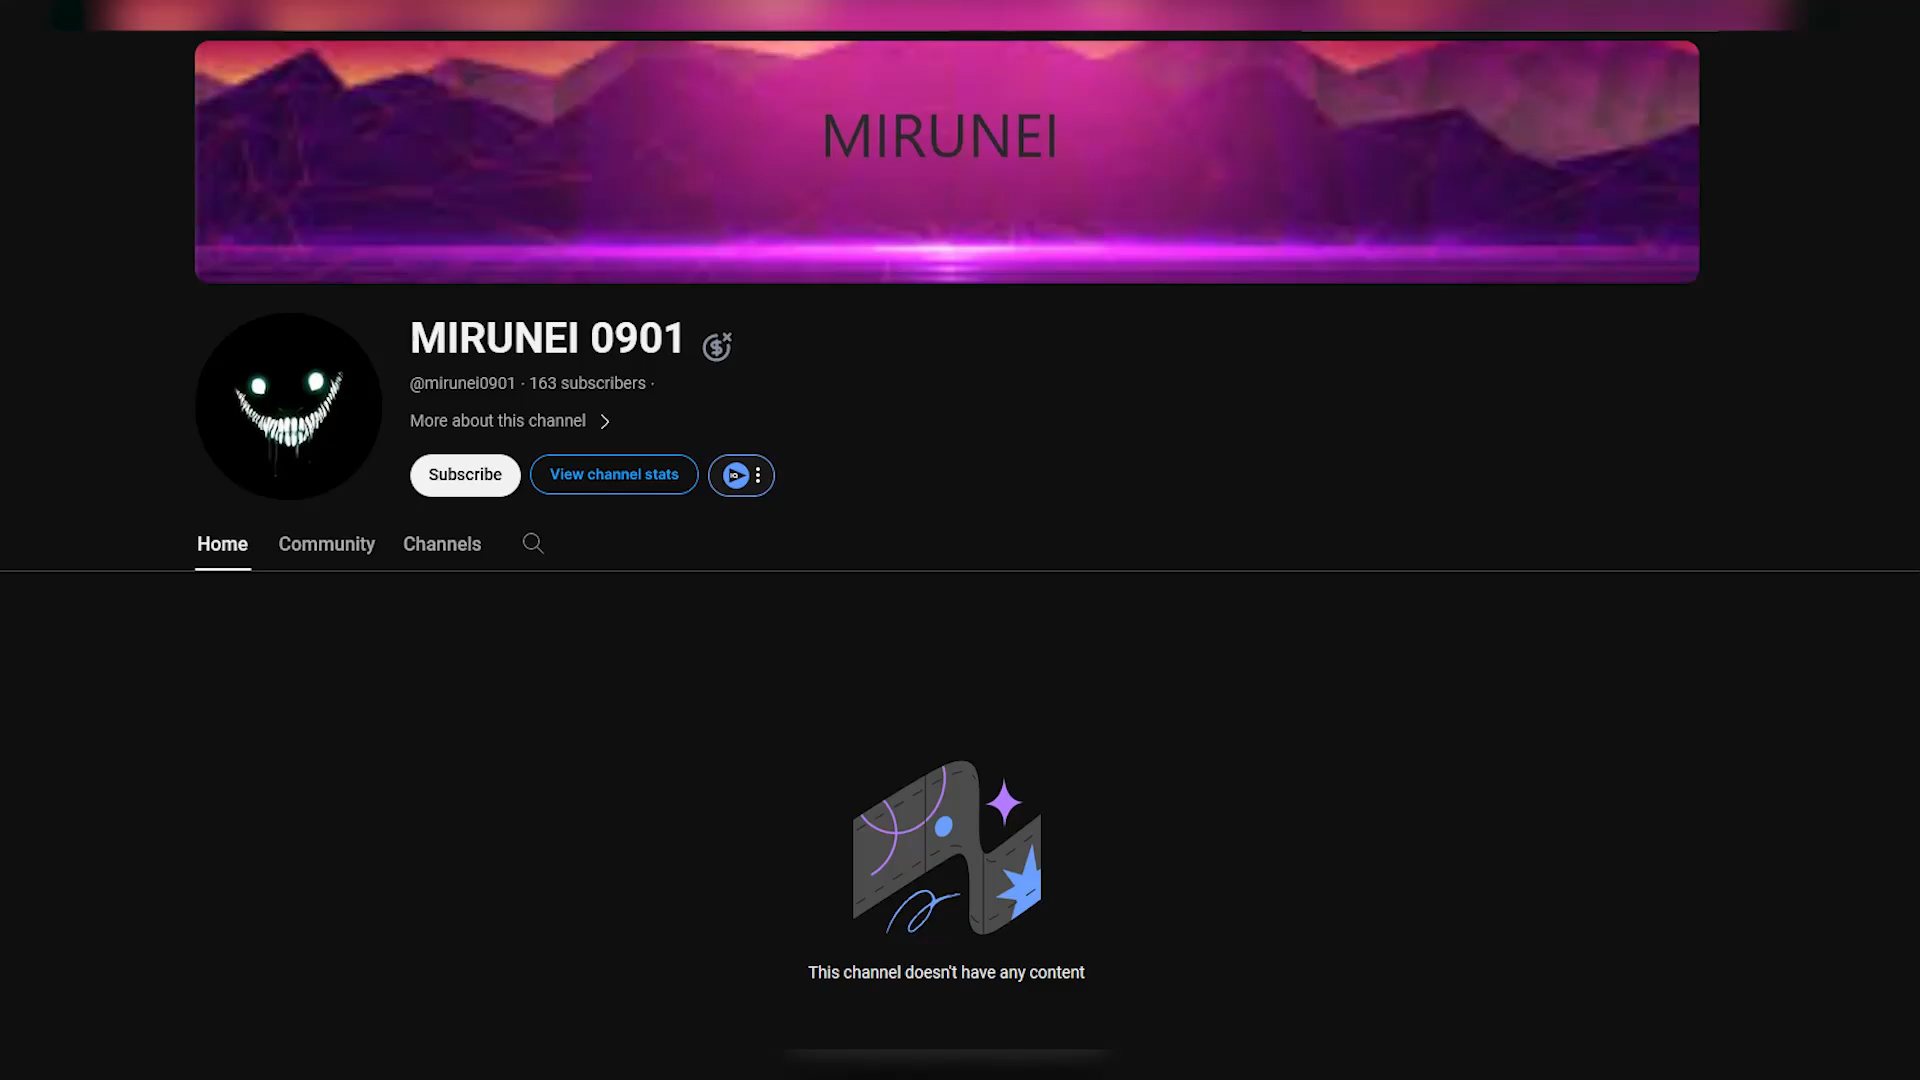 MIRUNEI
MIRUNEI 0901
@mirunei0901 · 163 subscribers ·
More about this channel
Subscribe
View channel stats
Home
Community
Channels
This channel doesn't have any content